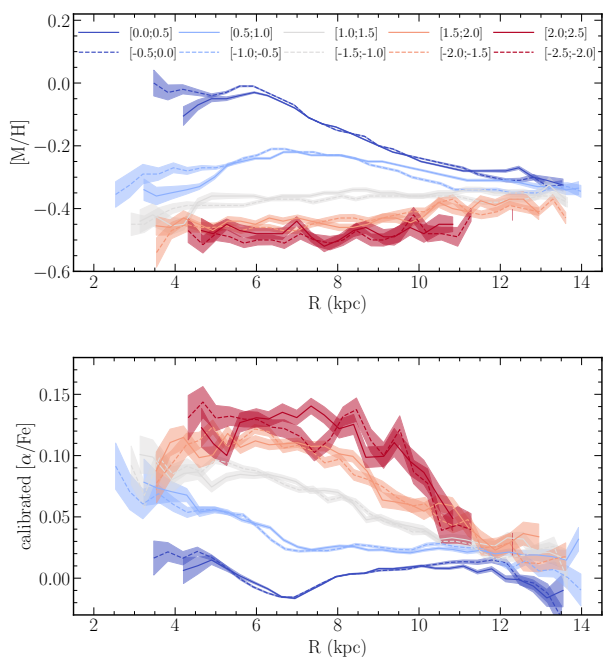 [0.0;0.5] [0.5;1.0] [1.0;1.5] [1.5;2.0] [2.0;2.5]
[-0.5;0.0] [-1.0;-0.5] [-1.5;-1.0] [-2.0;-1.5] [-2.5;-2.0]
0.0
−0.2
−0.4
−0.6
[M/H]
2 4 6 8 10 12 14
R (kpc)
0.15
0.10
0.05
0.00
calibrated [α/Fe]
2 4 6 8 10 12 14
R (kpc)